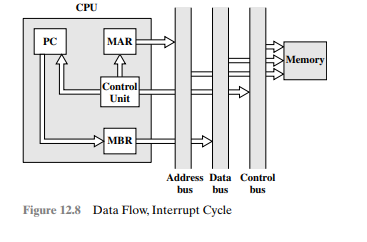 CPU
PC
MAR
Memory
Control
Unit
MBR
Address Data Control
bus bus bus
Figure 12.8 Data Flow, Interrupt Cycle